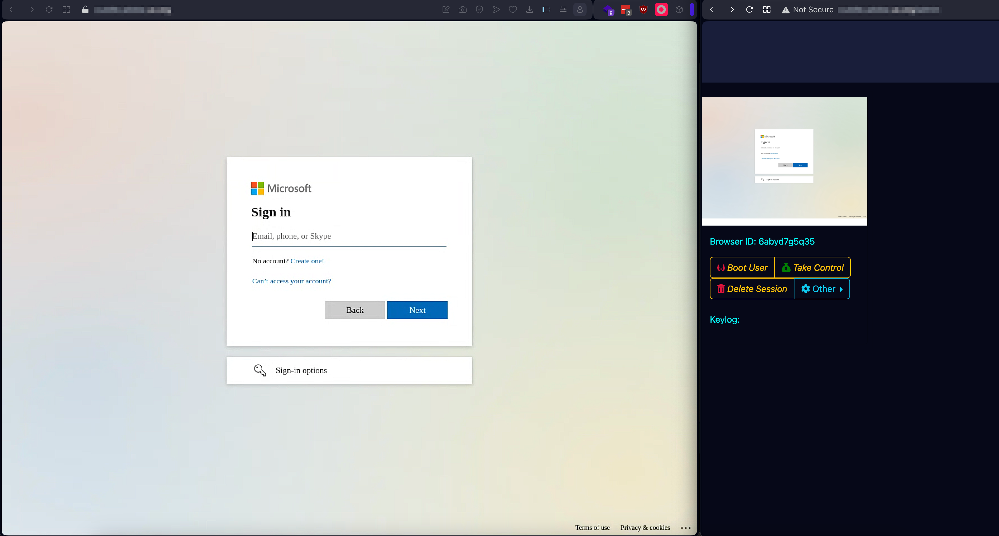 8
2
UO
Microsoft
Sign in
Email, phone, or Skype
No account? Create one!
Can't access your account?
Back
Next
Sign-in options
Terms of use Privacy & cookies
Not Secure
Microsoft
Sign in
Email, phone, or Skype
No account? Create one!
Can't access your account?
Back
Next
Sign-in options
Terms of use Privacy & cookies
Browser ID: 6abyd7g5q35
Boot User
Take Control
Delete Session
Other
Keylog: